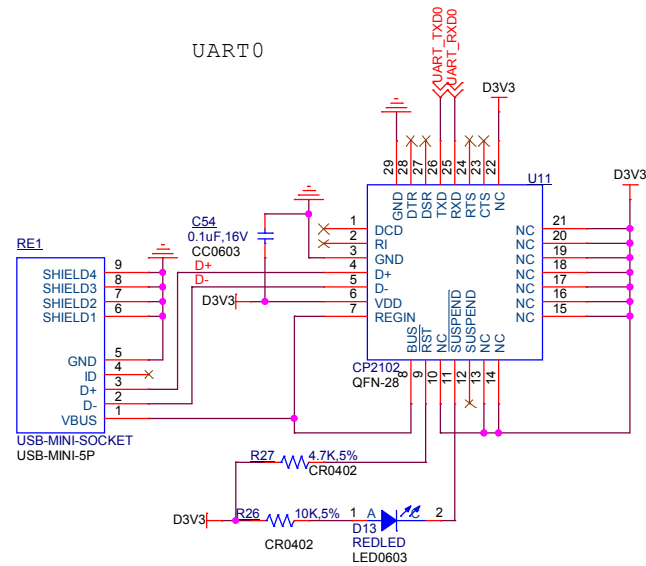 UART0
UART_TXD0
UART_RXD0
D3V3
29
28
27
26
25
24
23
22
U11
D3V3
GND
DTR
DSR
TXD
RXD
RTS
CTS
NC
C54
0.1uF,16V
CC0603
1
DCD
NC
21
2
RI
NC
20
3
GND
NC
19
4
D+
NC
18
5
D-
NC
17
6
VDD
NC
16
7
REGIN
NC
15
D+
D-
D3V3
RE1
SHIELD4
9
SHIELD3
8
SHIELD2
7
SHIELD1
6
GND
5
ID
4
D+
3
D-
2
VBUS
1
USB-MINI-SOCKET
USB-MINI-5P
BUS
RST
NC
SUSPEND
SUSPEND
NC
NC
CP2102
QFN-28
8
9
10
11
12
13
14
R27
4.7K,5%
CR0402
D3V3
R26
10K,5%
CR0402
1
A
C
2
D13
REDLED
LED0603